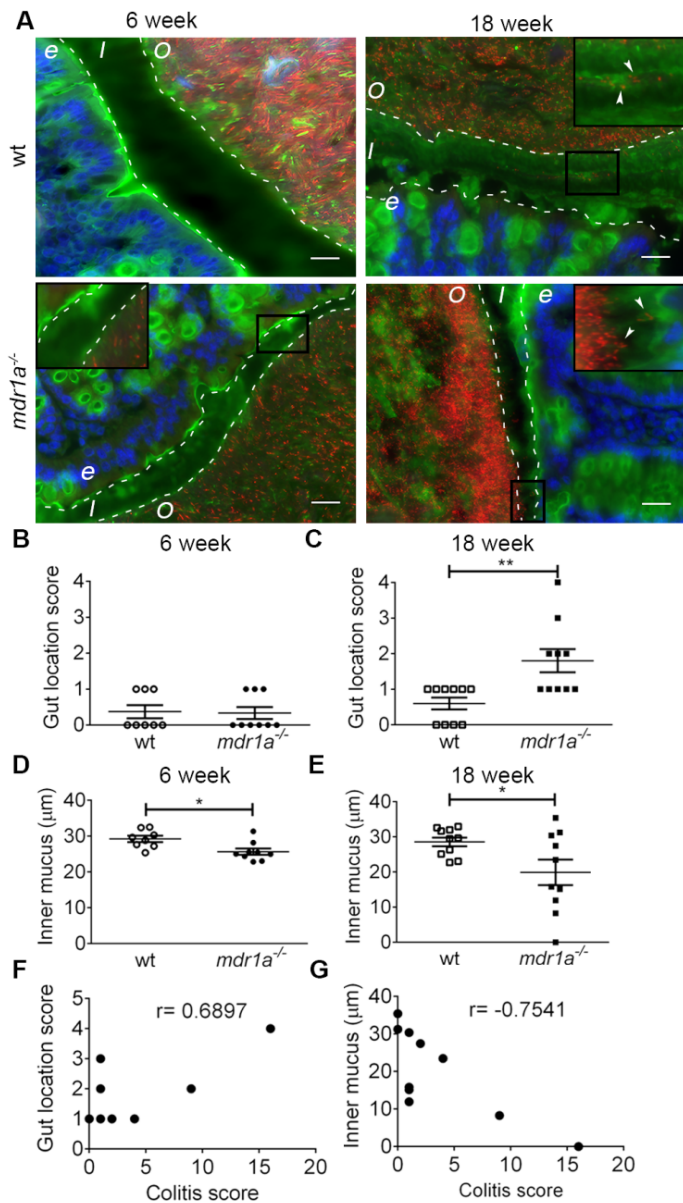 A
6 week
18 week
wt
e
I
O
O
I
e
mdr1a-/-
e
I
O
O
I
e
B
6 week
Gut location score
4
3
2
1
0
wt
mdr1a-/-
C
18 week
**
Gut location score
4
3
2
1
0
wt
mdr1a-/-
D
6 week
*
Inner mucus (μm)
40
30
20
10
0
wt
mdr1a-/-
E
18 week
*
Inner mucus (μm)
40
30
20
10
0
wt
mdr1a-/-
F
r= 0.6897
Gut location score
5
4
3
2
1
0
0 5 10 15 20
Colitis score
G
r= -0.7541
Inner mucus (μm)
40
30
20
10
0
0 5 10 15 20
Colitis score